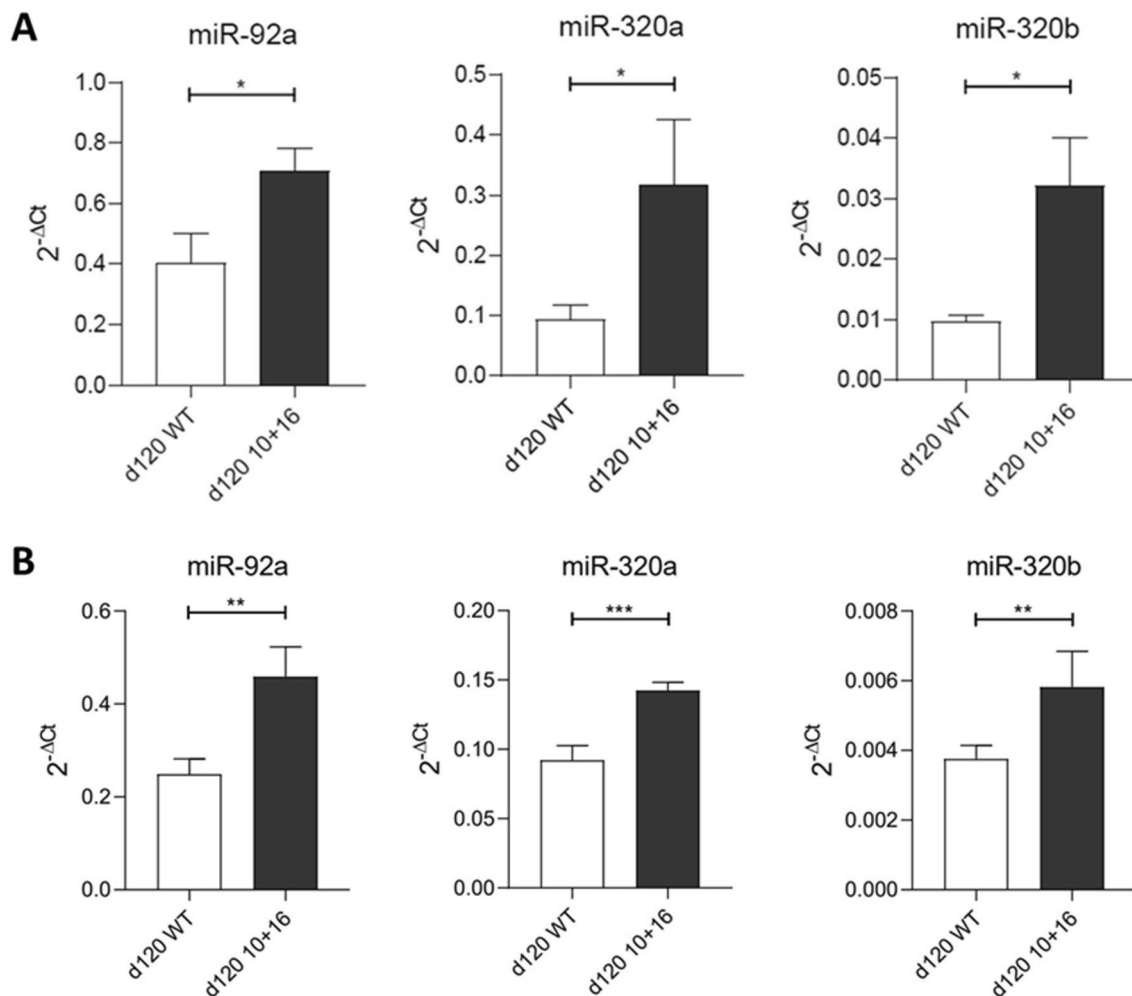 A
miR-92a
miR-320a
miR-320b
*
*
*
1.0
0.8
0.6
0.4
0.2
0.0
2^-ΔCt
d120 WT
d120 10+16
0.5
0.4
0.3
0.2
0.1
0.0
2^-ΔCt
d120 WT
d120 10+16
0.05
0.04
0.03
0.02
0.01
0.00
2^-ΔCt
d120 WT
d120 10+16
B
miR-92a
miR-320a
miR-320b
**
***
**
0.6
0.4
0.2
0.0
2^-ΔCt
d120 WT
d120 10+16
0.20
0.15
0.10
0.05
0.00
2^-ΔCt
d120 WT
d120 10+16
0.008
0.006
0.004
0.002
0.000
2^-ΔCt
d120 WT
d120 10+16